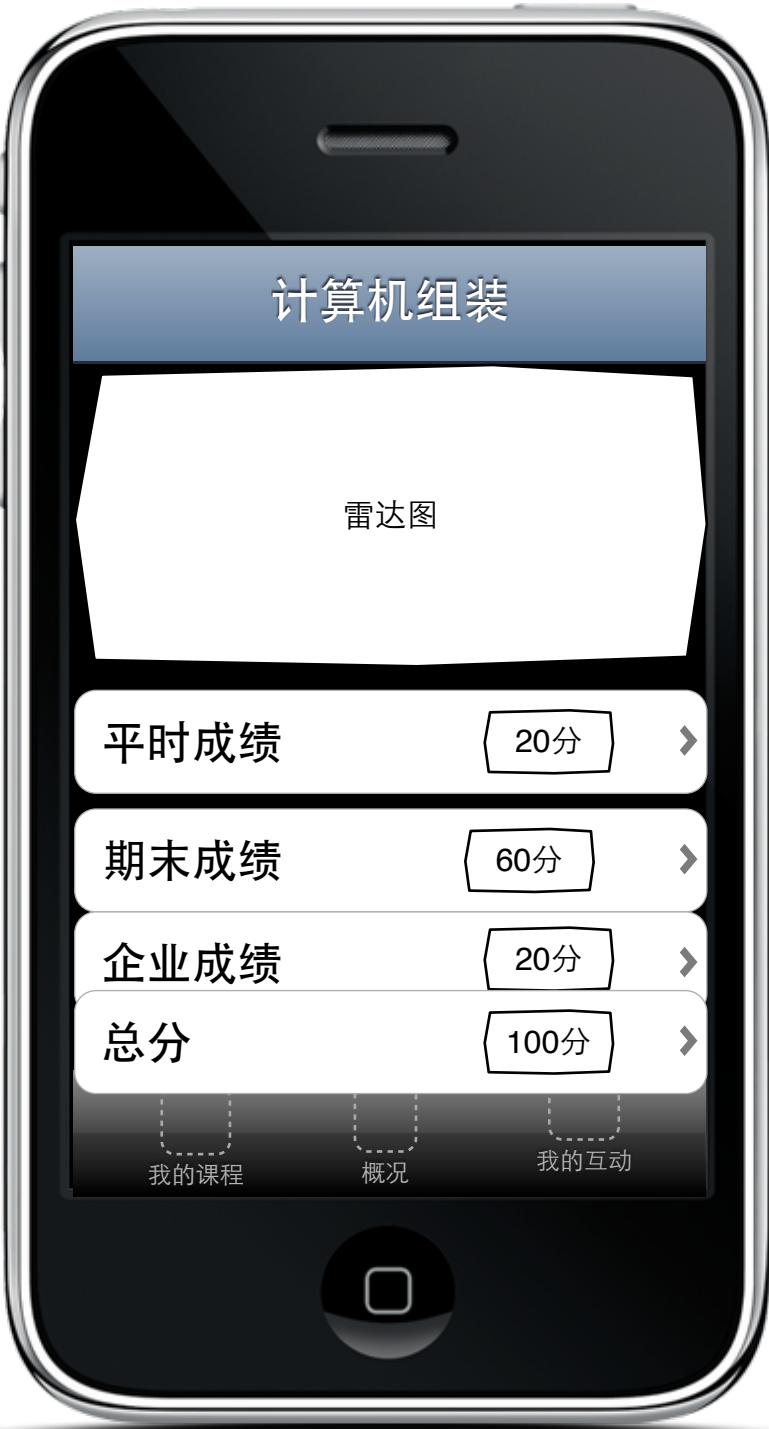 计算机组装
雷达图
平时成绩 20分
期末成绩 60分
企业成绩 20分
总分 100分
我的课程 概况 我的互动